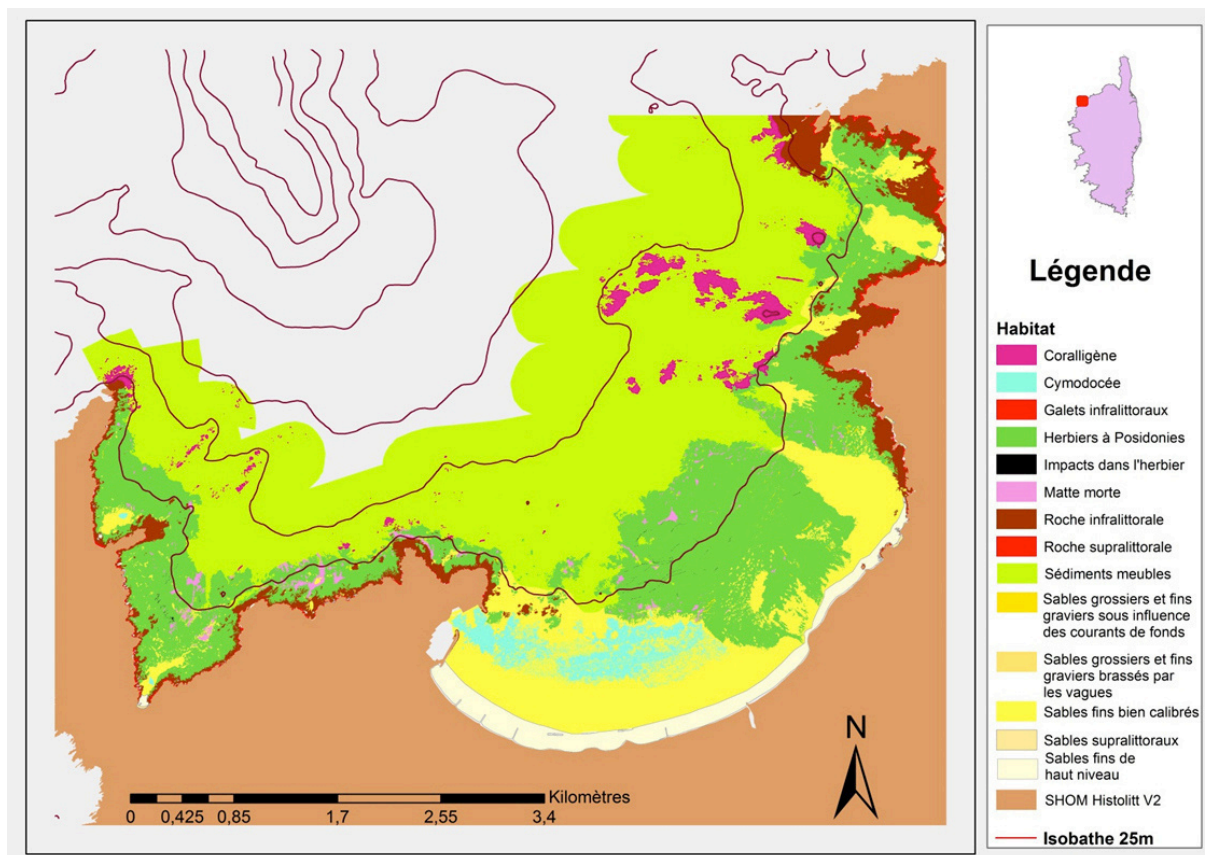 Légende
Habitat
Coralligène
Cymodocée
Galets infralittoraux
Herbiers à Posidonies
Impacts dans l'herbier
Matte morte
Roche infralittorale
Roche supralittorale
Sédiments meubles
Sables grossiers et fins
graviers sous influence
des courants de fonds
Sables grossiers et fins
graviers brassés par
les vagues
Sables fins bien calibrés
Sables supralittoraux
Sables fins de
haut niveau
SHOM Histolitt V2
Isobathe 25m
N
Kilomètres
0 0,425 0,85 1,7 2,55 3,4